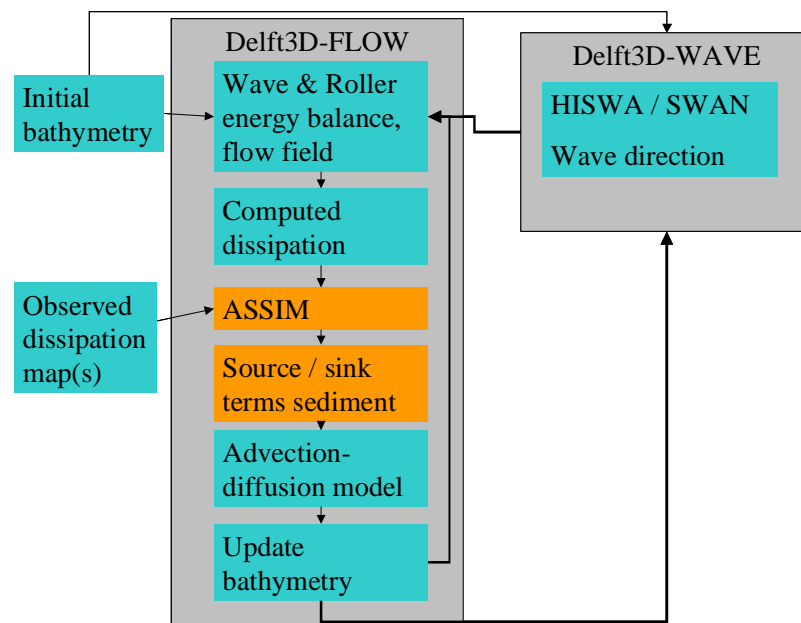 Delft3D-FLOW
Delft3D-WAVE
Initial
bathymetry
Wave & Roller
energy balance,
flow field
HISWA / SWAN
Wave direction
Computed
dissipation
Observed
dissipation
map(s)
ASSIM
Source / sink
terms sediment
Advection-
diffusion model
Update
bathymetry